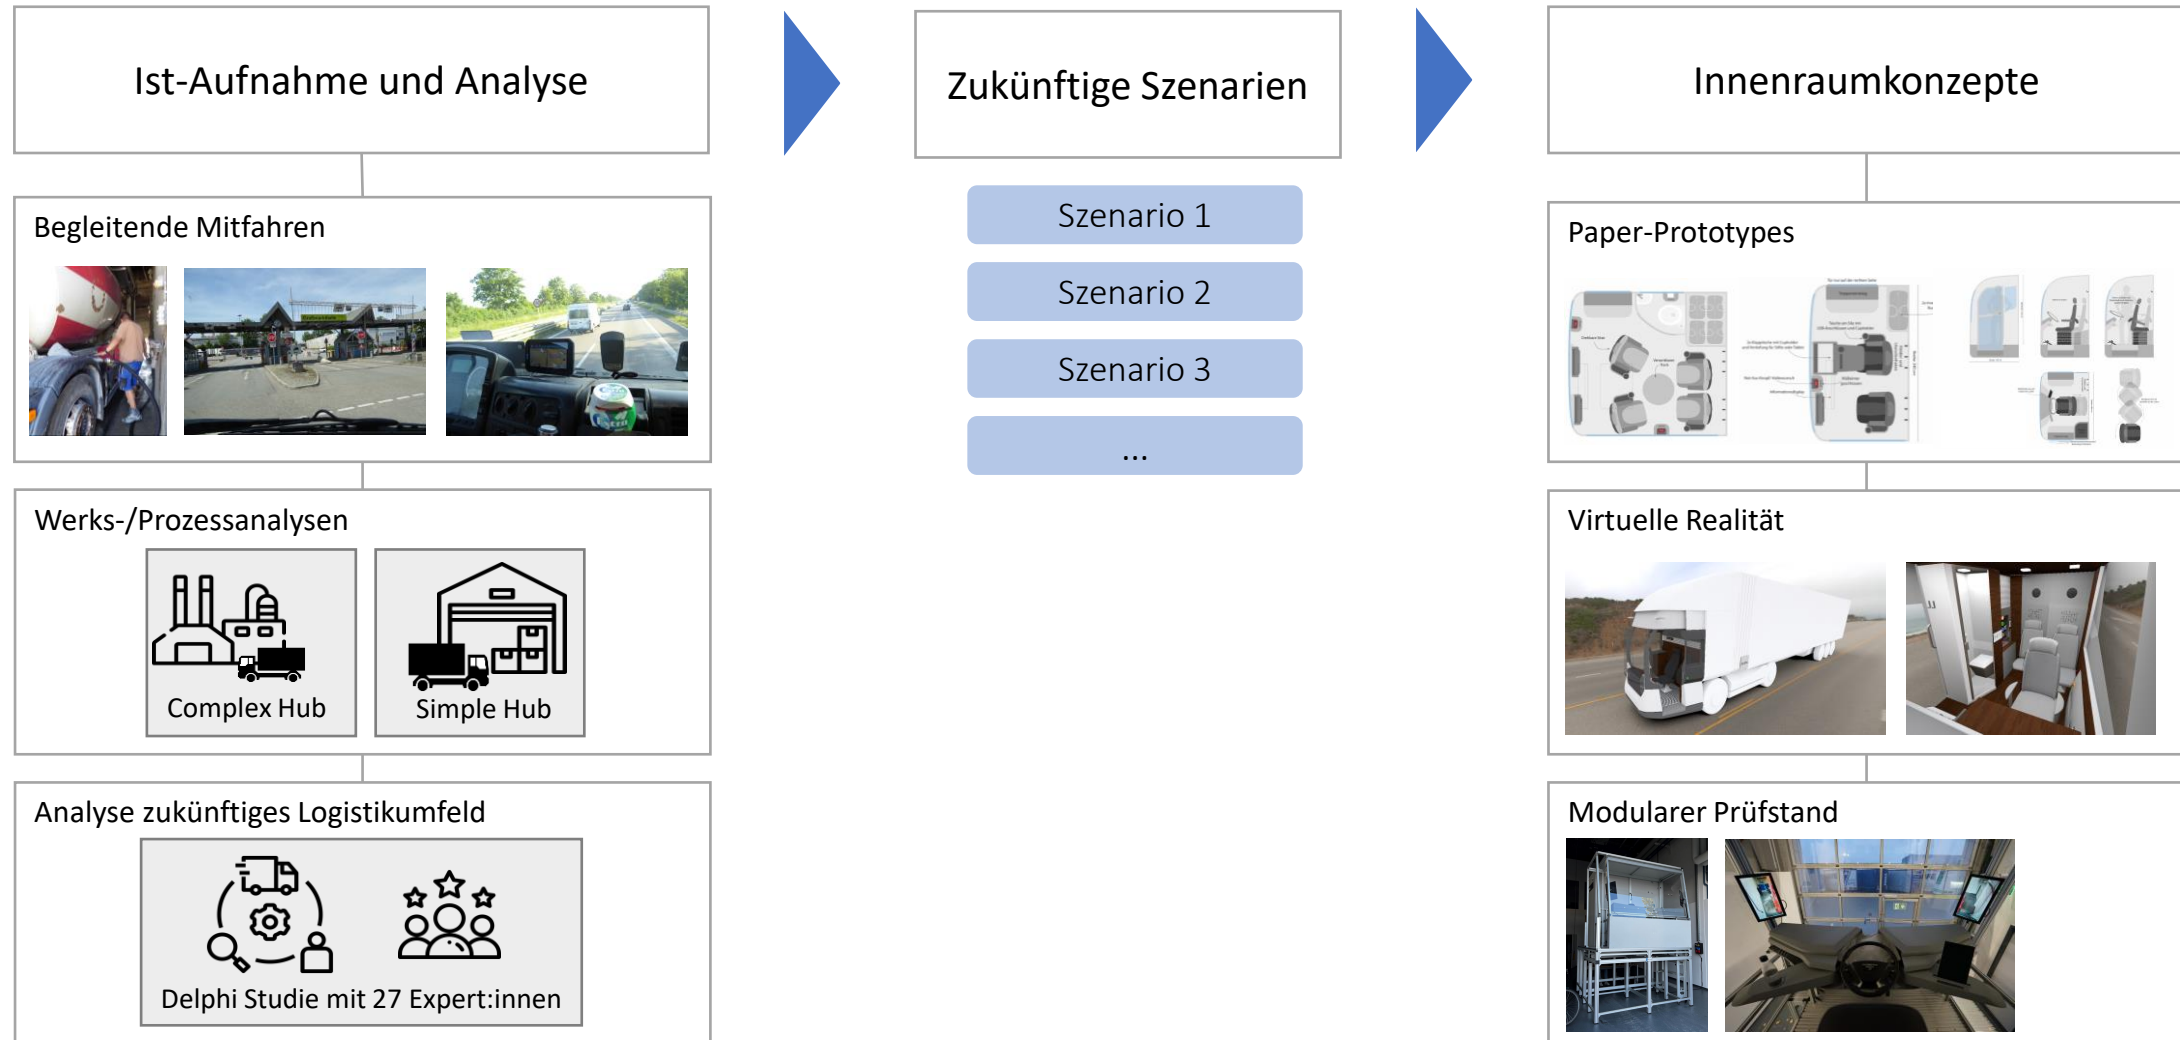 Ist-Aufnahme und Analyse
Zukünftige Szenarien
Innenraumkonzepte
Begleitende Mitfahren
Werks-/Prozessanalysen
Complex Hub
Simple Hub
Analyse zukünftiges Logistikumfeld
Delphi Studie mit 27 Expert:innen
Szenario 1
Szenario 2
Szenario 3
...
Paper-Prototypes
Virtuelle Realität
Modularer Prüfstand